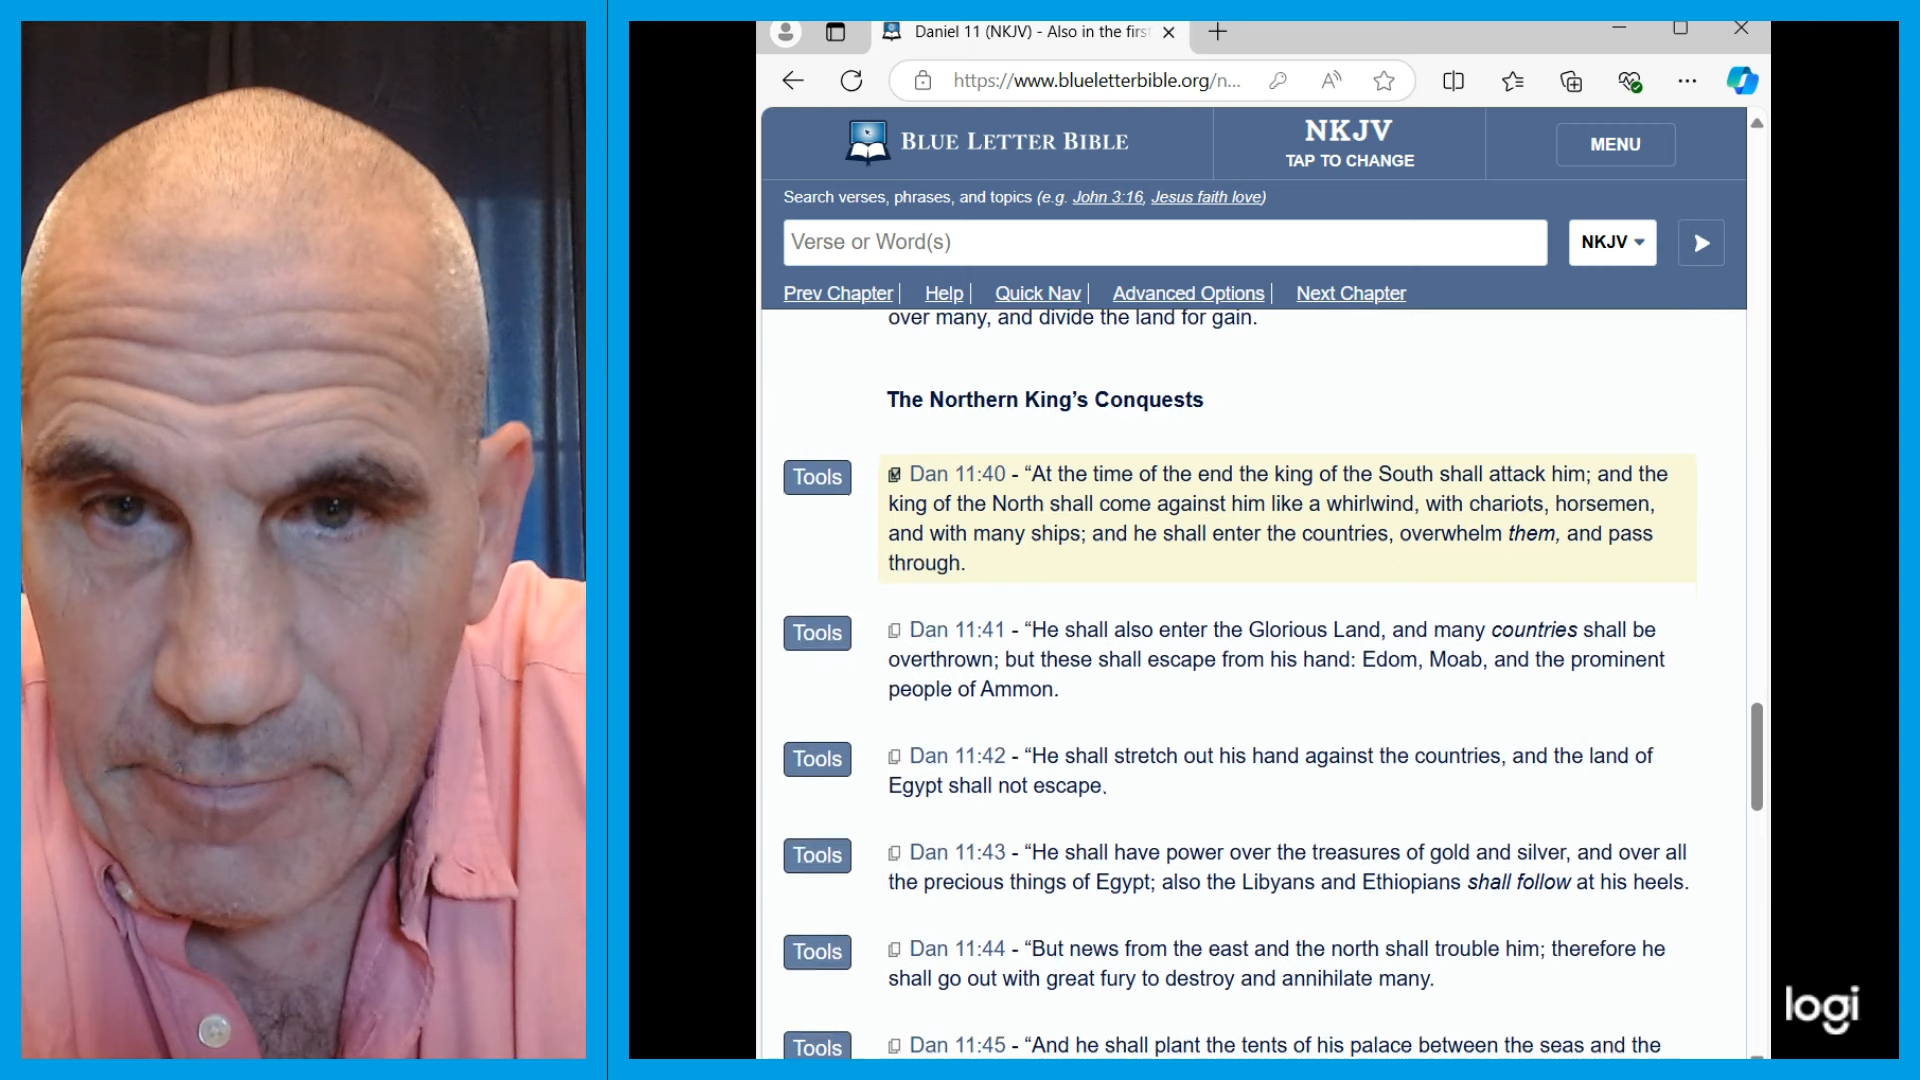 Daniel 11 (NKJV) - Also in the firs
https://www.blueletterbible.org/n...
BLUE LETTER BIBLE
NKJV
TAP TO CHANGE
MENU
Search verses, phrases, and topics (e.g. John 3:16, Jesus faith love)
Verse or Word(s)
NKJV
Prev Chapter | Help | Quick Nav | Advanced Options | Next Chapter
over many, and divide the land for gain.
The Northern King’s Conquests
Tools
Dan 11:40 - “At the time of the end the king of the South shall attack him; and the
king of the North shall come against him like a whirlwind, with chariots, horsemen,
and with many ships; and he shall enter the countries, overwhelm them, and pass
through.
Tools
Dan 11:41 - “He shall also enter the Glorious Land, and many countries shall be
overthrown; but these shall escape from his hand: Edom, Moab, and the prominent
people of Ammon.
Tools
Dan 11:42 - “He shall stretch out his hand against the countries, and the land of
Egypt shall not escape.
Tools
Dan 11:43 - “He shall have power over the treasures of gold and silver, and over all
the precious things of Egypt; also the Libyans and Ethiopians shall follow at his heels.
Tools
Dan 11:44 - “But news from the east and the north shall trouble him; therefore he
shall go out with great fury to destroy and annihilate many.
Tools
Dan 11:45 - “And he shall plant the tents of his palace between the seas and the
logi